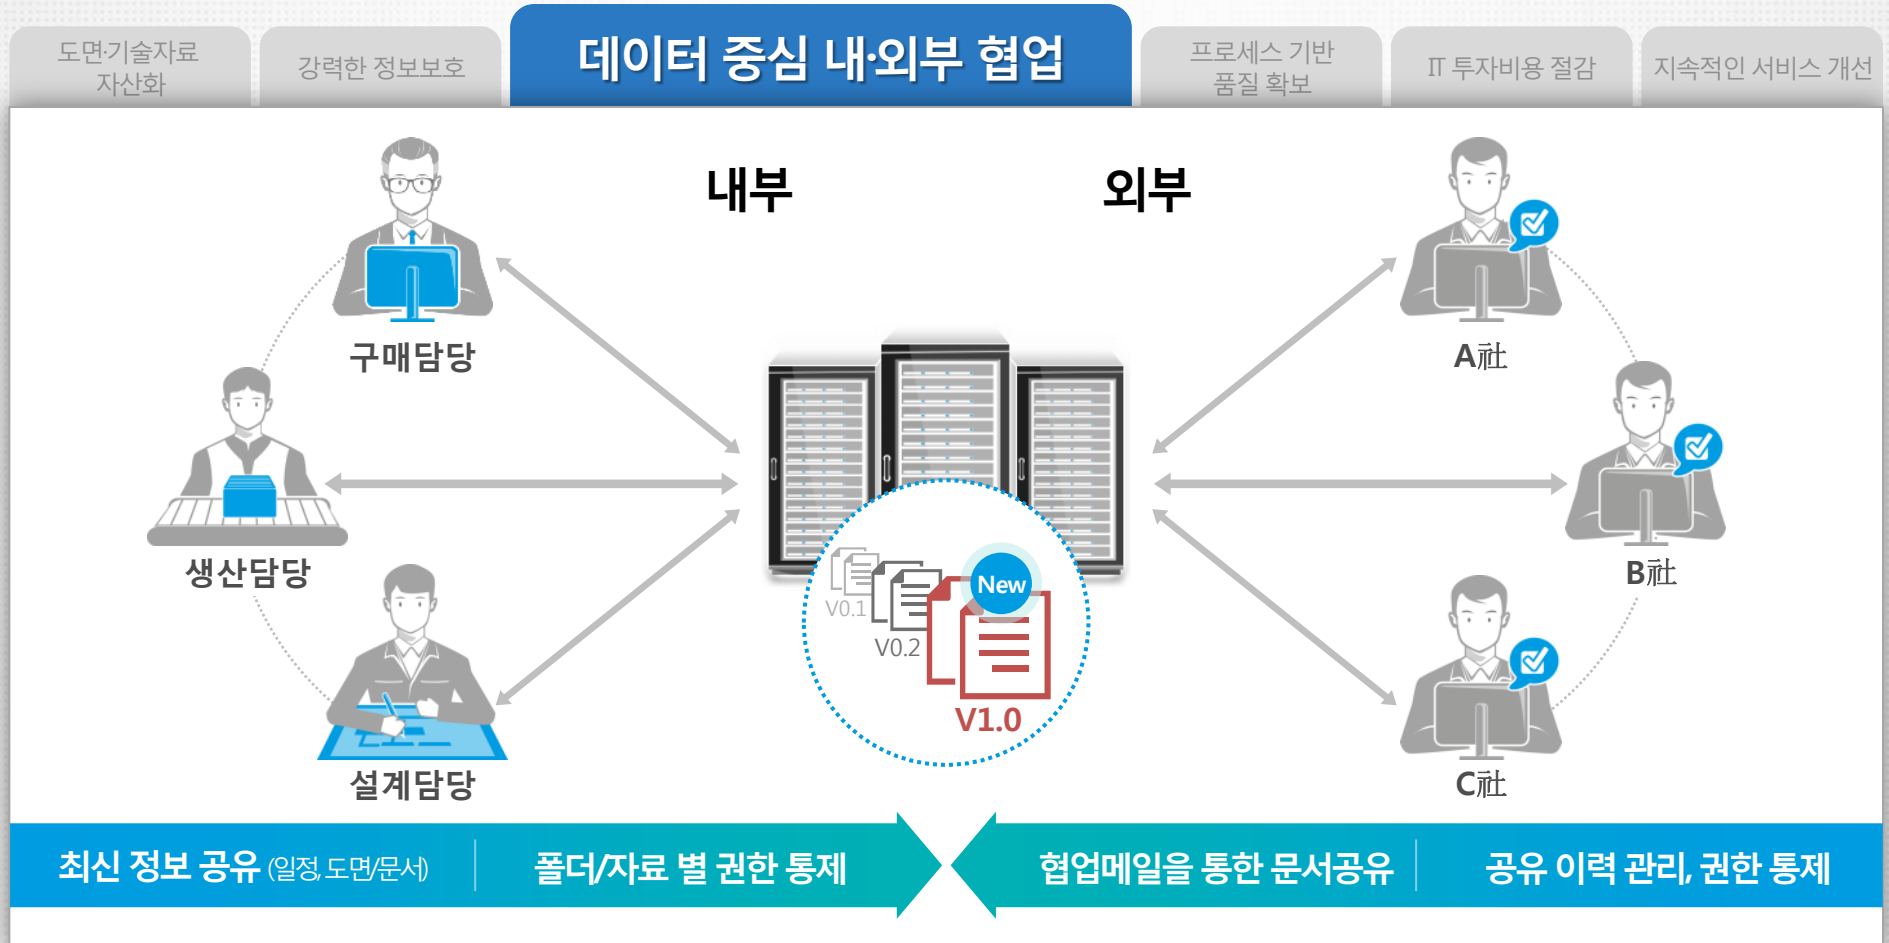 도면·기술자료
자산화
강력한 정보보호
데이터 중심 내·외부 협업
프로세스 기반
품질 확보
IT 투자비용 절감
지속적인 서비스 개선
내부
외부
구매담당
생산담당
설계담당
A社
B社
C社
V0.1
V0.2
New
V1.0
최신 정보 공유 (일정, 도면/문서)
폴더/자료 별 권한 통제
협업메일을 통한 문서공유
공유 이력 관리, 권한 통제